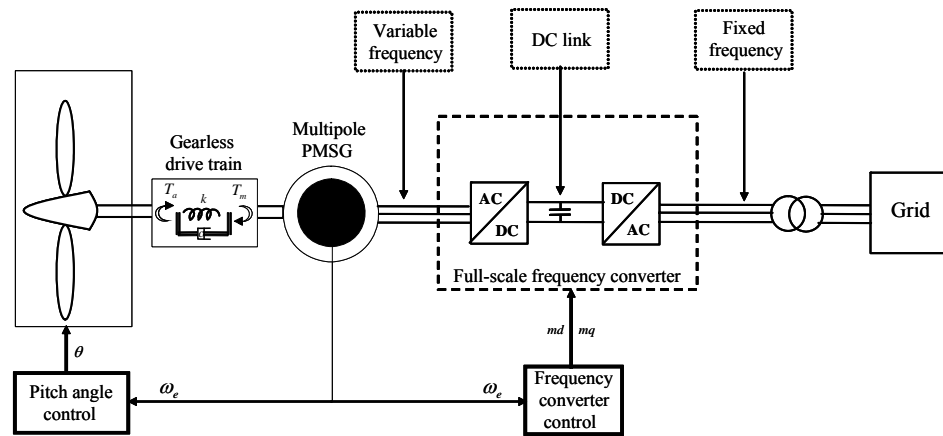 Variable
frequency
DC link
Fixed
frequency
Multipole
PMSG
Gearless
drive train
T_a
k
T_m
AC
DC
DC
AC
Grid
Full-scale frequency converter
md mq
θ
Pitch angle
control
ω_e
ω_e
Frequency
converter
control